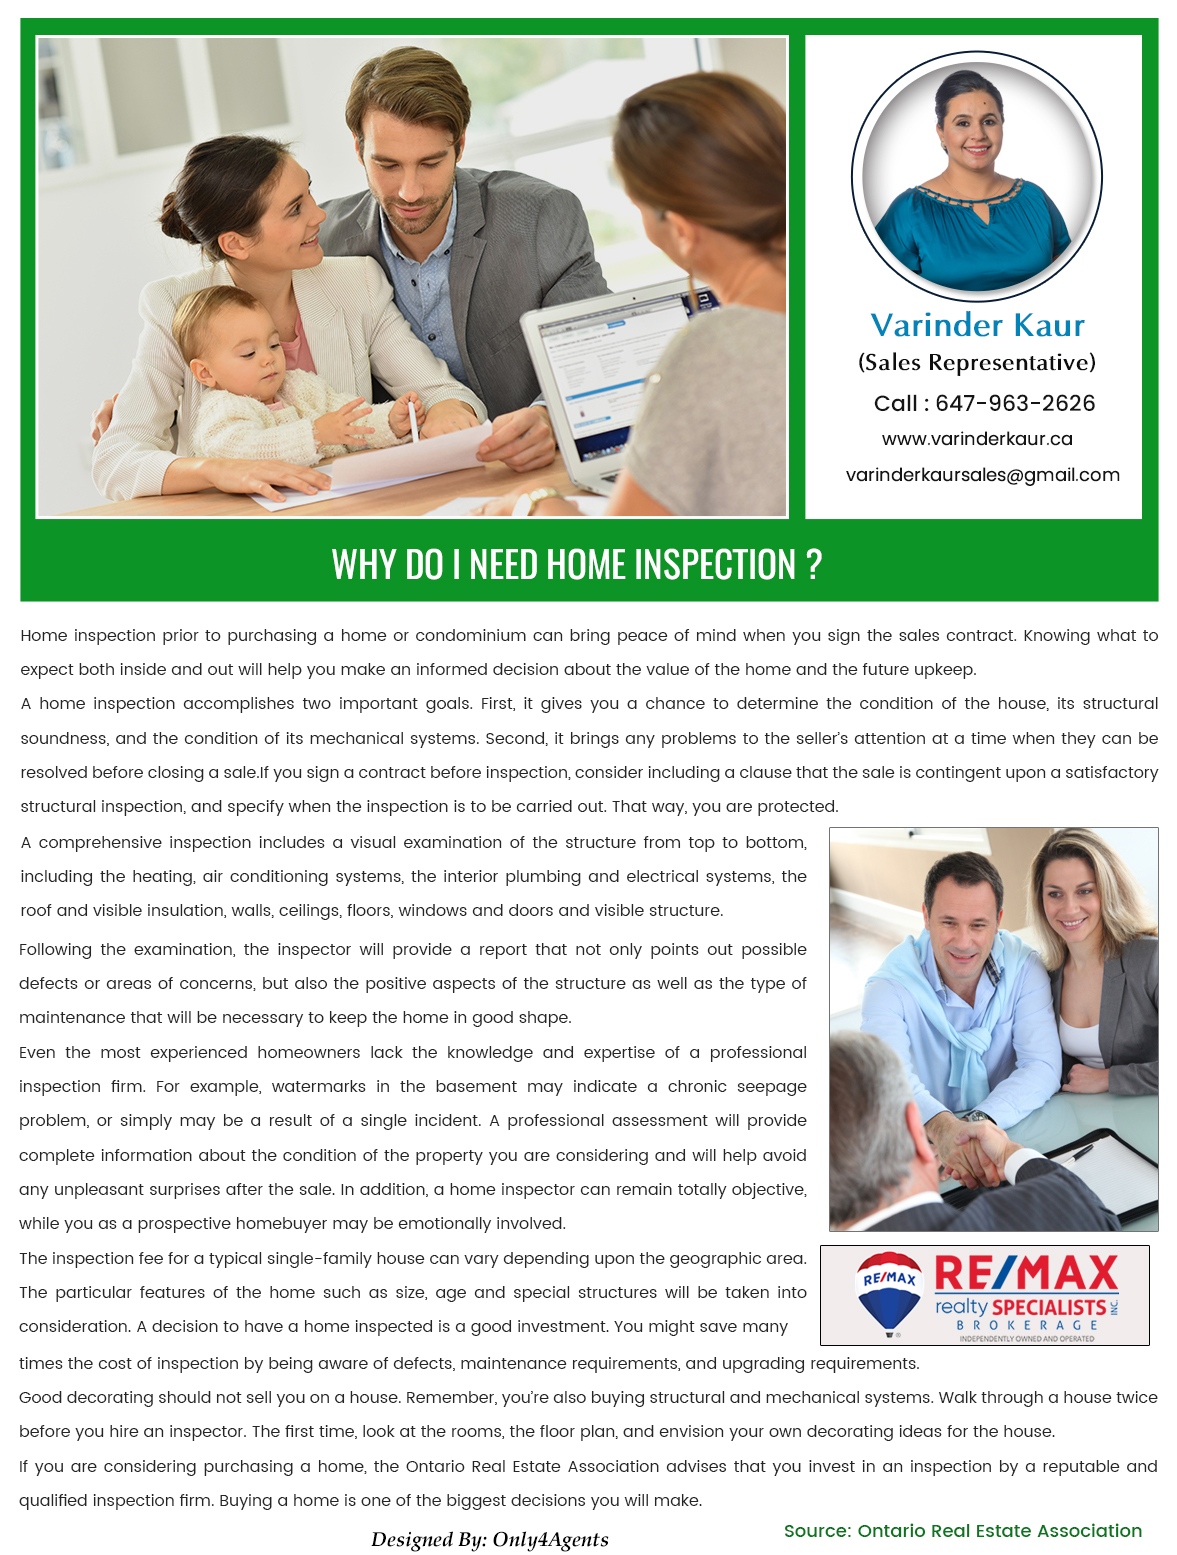 Varinder Kaur
(Sales Representative)
Call : 647-963-2626
www.varinderkaur.ca
varinderkaursales@gmail.com
WHY DO I NEED HOME INSPECTION ?
Home inspection prior to purchasing a home or condominium can bring peace of mind when you sign the sales contract. Knowing what to
expect both inside and out will help you make an informed decision about the value of the home and the future upkeep.
A home inspection accomplishes two important goals. First, it gives you a chance to determine the condition of the house, its structural
soundness, and the condition of its mechanical systems. Second, it brings any problems to the seller's attention at a time when they can be
resolved before closing a sale.If you sign a contract before inspection, consider including a clause that the sale is contingent upon a satisfactory
structural inspection, and specify when the inspection is to be carried out. That way, you are protected.
A comprehensive inspection includes a visual examination of the structure from top to bottom,
including the heating, air conditioning systems, the interior plumbing and electrical systems, the
roof and visible insulation, walls, ceilings, floors, windows and doors and visible structure.
Following the examination, the inspector will provide a report that not only points out possible
defects or areas of concerns, but also the positive aspects of the structure as well as the type of
maintenance that will be necessary to keep the home in good shape.
Even the most experienced homeowners lack the knowledge and expertise of a professional
inspection firm. For example, watermarks in the basement may indicate a chronic seepage
problem, or simply may be a result of a single incident. A professional assessment will provide
complete information about the condition of the property you are considering and will help avoid
any unpleasant surprises after the sale. In addition, a home inspector can remain totally objective,
while you as a prospective homebuyer may be emotionally involved.
The inspection fee for a typical single-family house can vary depending upon the geographic area.
The particular features of the home such as size, age and special structures will be taken into
consideration. A decision to have a home inspected is a good investment. You might save many
times the cost of inspection by being aware of defects, maintenance requirements, and upgrading requirements.
Good decorating should not sell you on a house. Remember, you're also buying structural and mechanical systems. Walk through a house twice
before you hire an inspector. The first time, look at the rooms, the floor plan, and envision your own decorating ideas for the house.
If you are considering purchasing a home, the Ontario Real Estate Association advises that you invest in an inspection by a reputable and
qualified inspection firm. Buying a home is one of the biggest decisions you will make.
RE/MAX
RE/MAX
realty SPECIALISTS INC.
BROKERAGE
INDEPENDENTLY OWNED AND OPERATED
Designed By: Only4Agents
Source: Ontario Real Estate Association